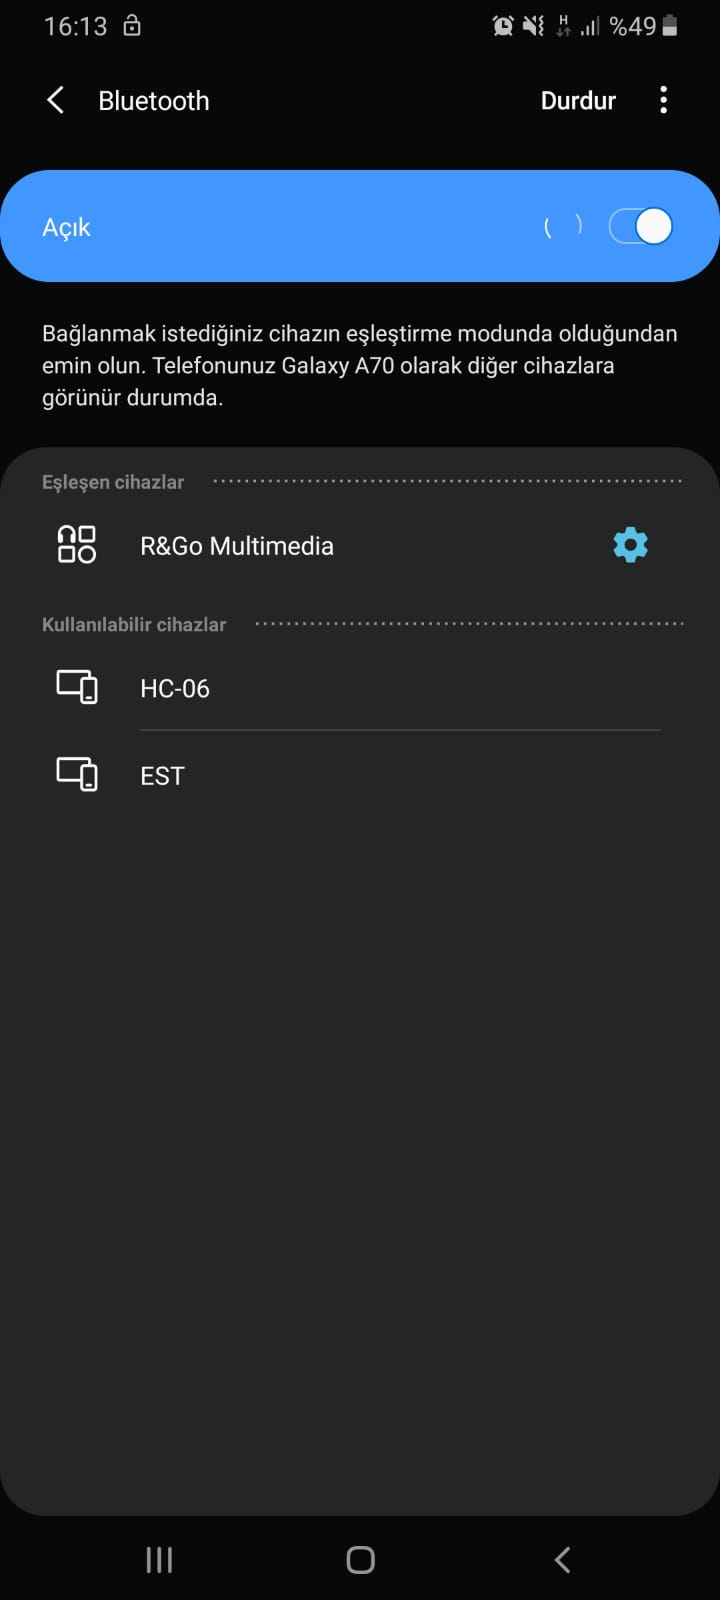 16:13 H %49
Bluetooth Durdur
Açık
Bağlanmak istediğiniz cihazın eşleştirme modunda olduğundan
emin olun. Telefonunuz Galaxy A70 olarak diğer cihazlara
görünür durumda.
Eşleşen cihazlar
R&Go Multimedia
Kullanılabilir cihazlar
HC-06
EST